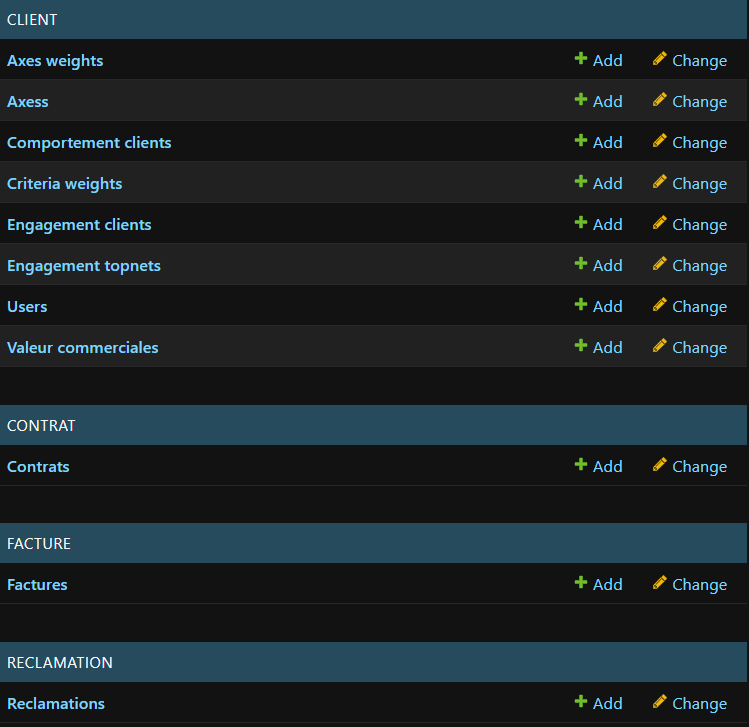 CLIENT
Axes weights Add Change
Axess Add Change
Comportement clients Add Change
Criteria weights Add Change
Engagement clients Add Change
Engagement topnets Add Change
Users Add Change
Valeur commerciales Add Change
CONTRAT
Contrats Add Change
FACTURE
Factures Add Change
RECLAMATION
Reclamations Add Change